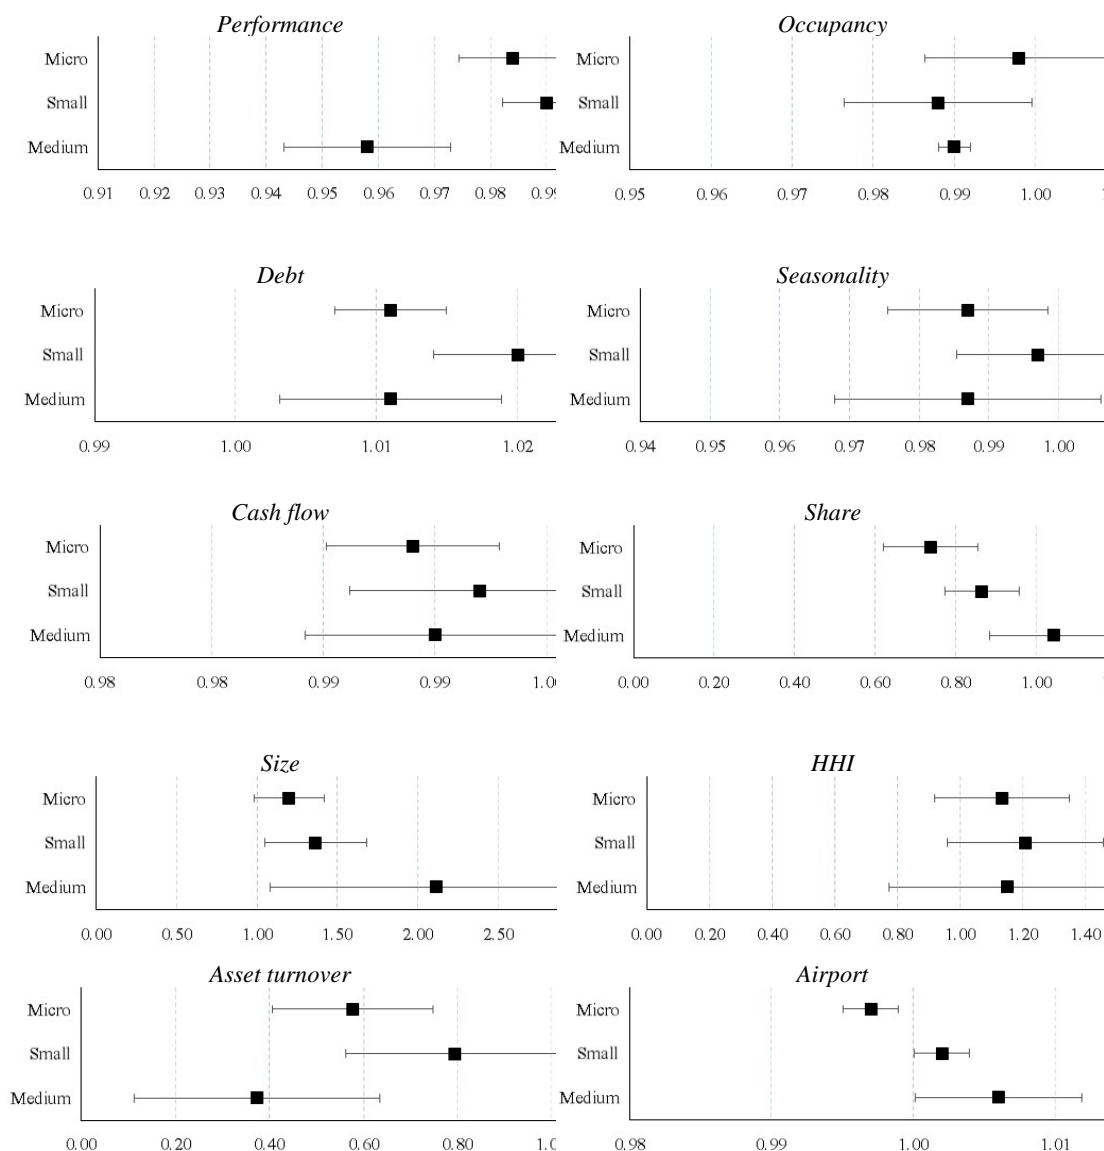 Performance
Micro
Small
Medium
0.91 0.92 0.93 0.94 0.95 0.96 0.97 0.98 0.99
Occupancy
Micro
Small
Medium
0.95 0.96 0.97 0.98 0.99 1.00
Debt
Micro
Small
Medium
0.99 1.00 1.01 1.02
Seasonality
Micro
Small
Medium
0.94 0.95 0.96 0.97 0.98 0.99 1.00
Cash flow
Micro
Small
Medium
0.98 0.98 0.99 0.99 1.00
Share
Micro
Small
Medium
0.00 0.20 0.40 0.60 0.80 1.00
Size
Micro
Small
Medium
0.00 0.50 1.00 1.50 2.00 2.50
HHI
Micro
Small
Medium
0.00 0.20 0.40 0.60 0.80 1.00 1.20 1.40
Asset turnover
Micro
Small
Medium
0.00 0.20 0.40 0.60 0.80 1.0
Airport
Micro
Small
Medium
0.98 0.99 1.00 1.01